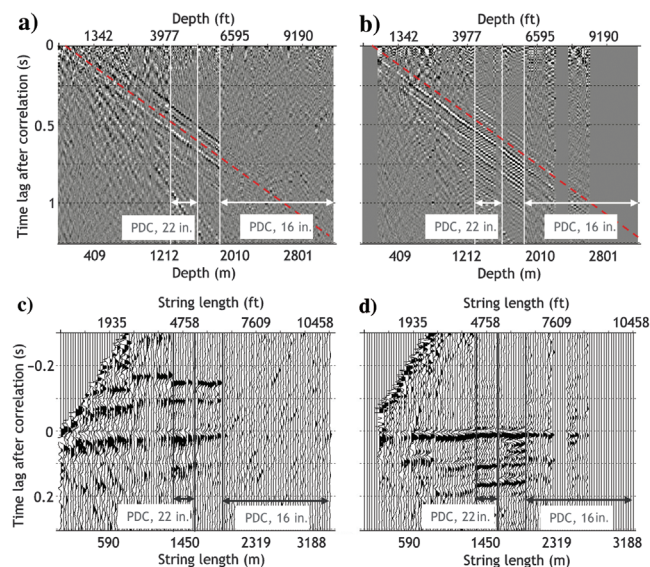 a)
Depth (ft)
1342 3977 6595 9190
Time lag after correlation (s)
0
0.5
1
PDC, 22 in.
PDC, 16 in.
409 1212 2010 2801
Depth (m)
b)
Depth (ft)
1342 3977 6595 9190
PDC, 22 in.
PDC, 16 in.
409 1212 2010 2801
Depth (m)
c)
String length (ft)
1935 4758 7609 10458
Time lag after correlation (s)
−0.2
0
0.2
PDC, 22 in.
PDC, 16 in.
590 1450 2319 3188
String length (m)
d)
String length (ft)
1935 4758 7609 10458
PDC, 22 in.
PDC, 16 in.
590 1450 2319 3188
String length (m)